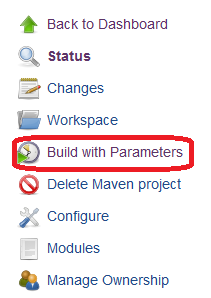 Back to Dashboard
Status
Changes
Workspace
Build with Parameters
Delete Maven project
Configure
Modules
Manage Ownership